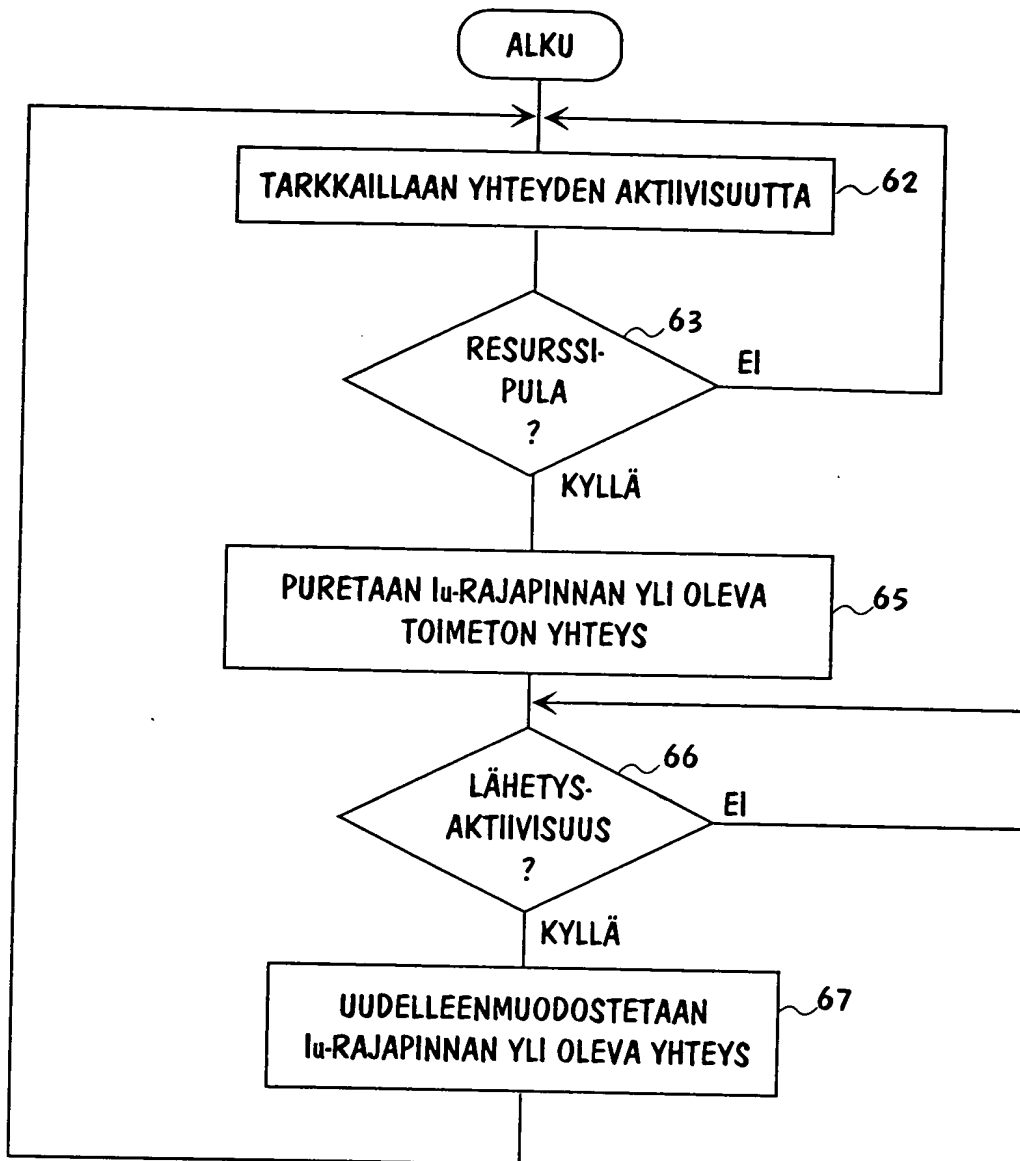 ALKU
TARKKAILLAAN YHTEYDEN AKTIIVISUUTTA
62
RESURSSI-
PULA
?
63
EI
KYLLÄ
PURETAAN Iu-RAJAPINNAN YLI OLEVA
TOIMETON YHTEYS
65
LÄHETYS-
AKTIIVISUUS
?
66
EI
KYLLÄ
UUDELLEENMUODOSTETAAN
Iu-RAJAPINNAN YLI OLEVA YHTEYS
67